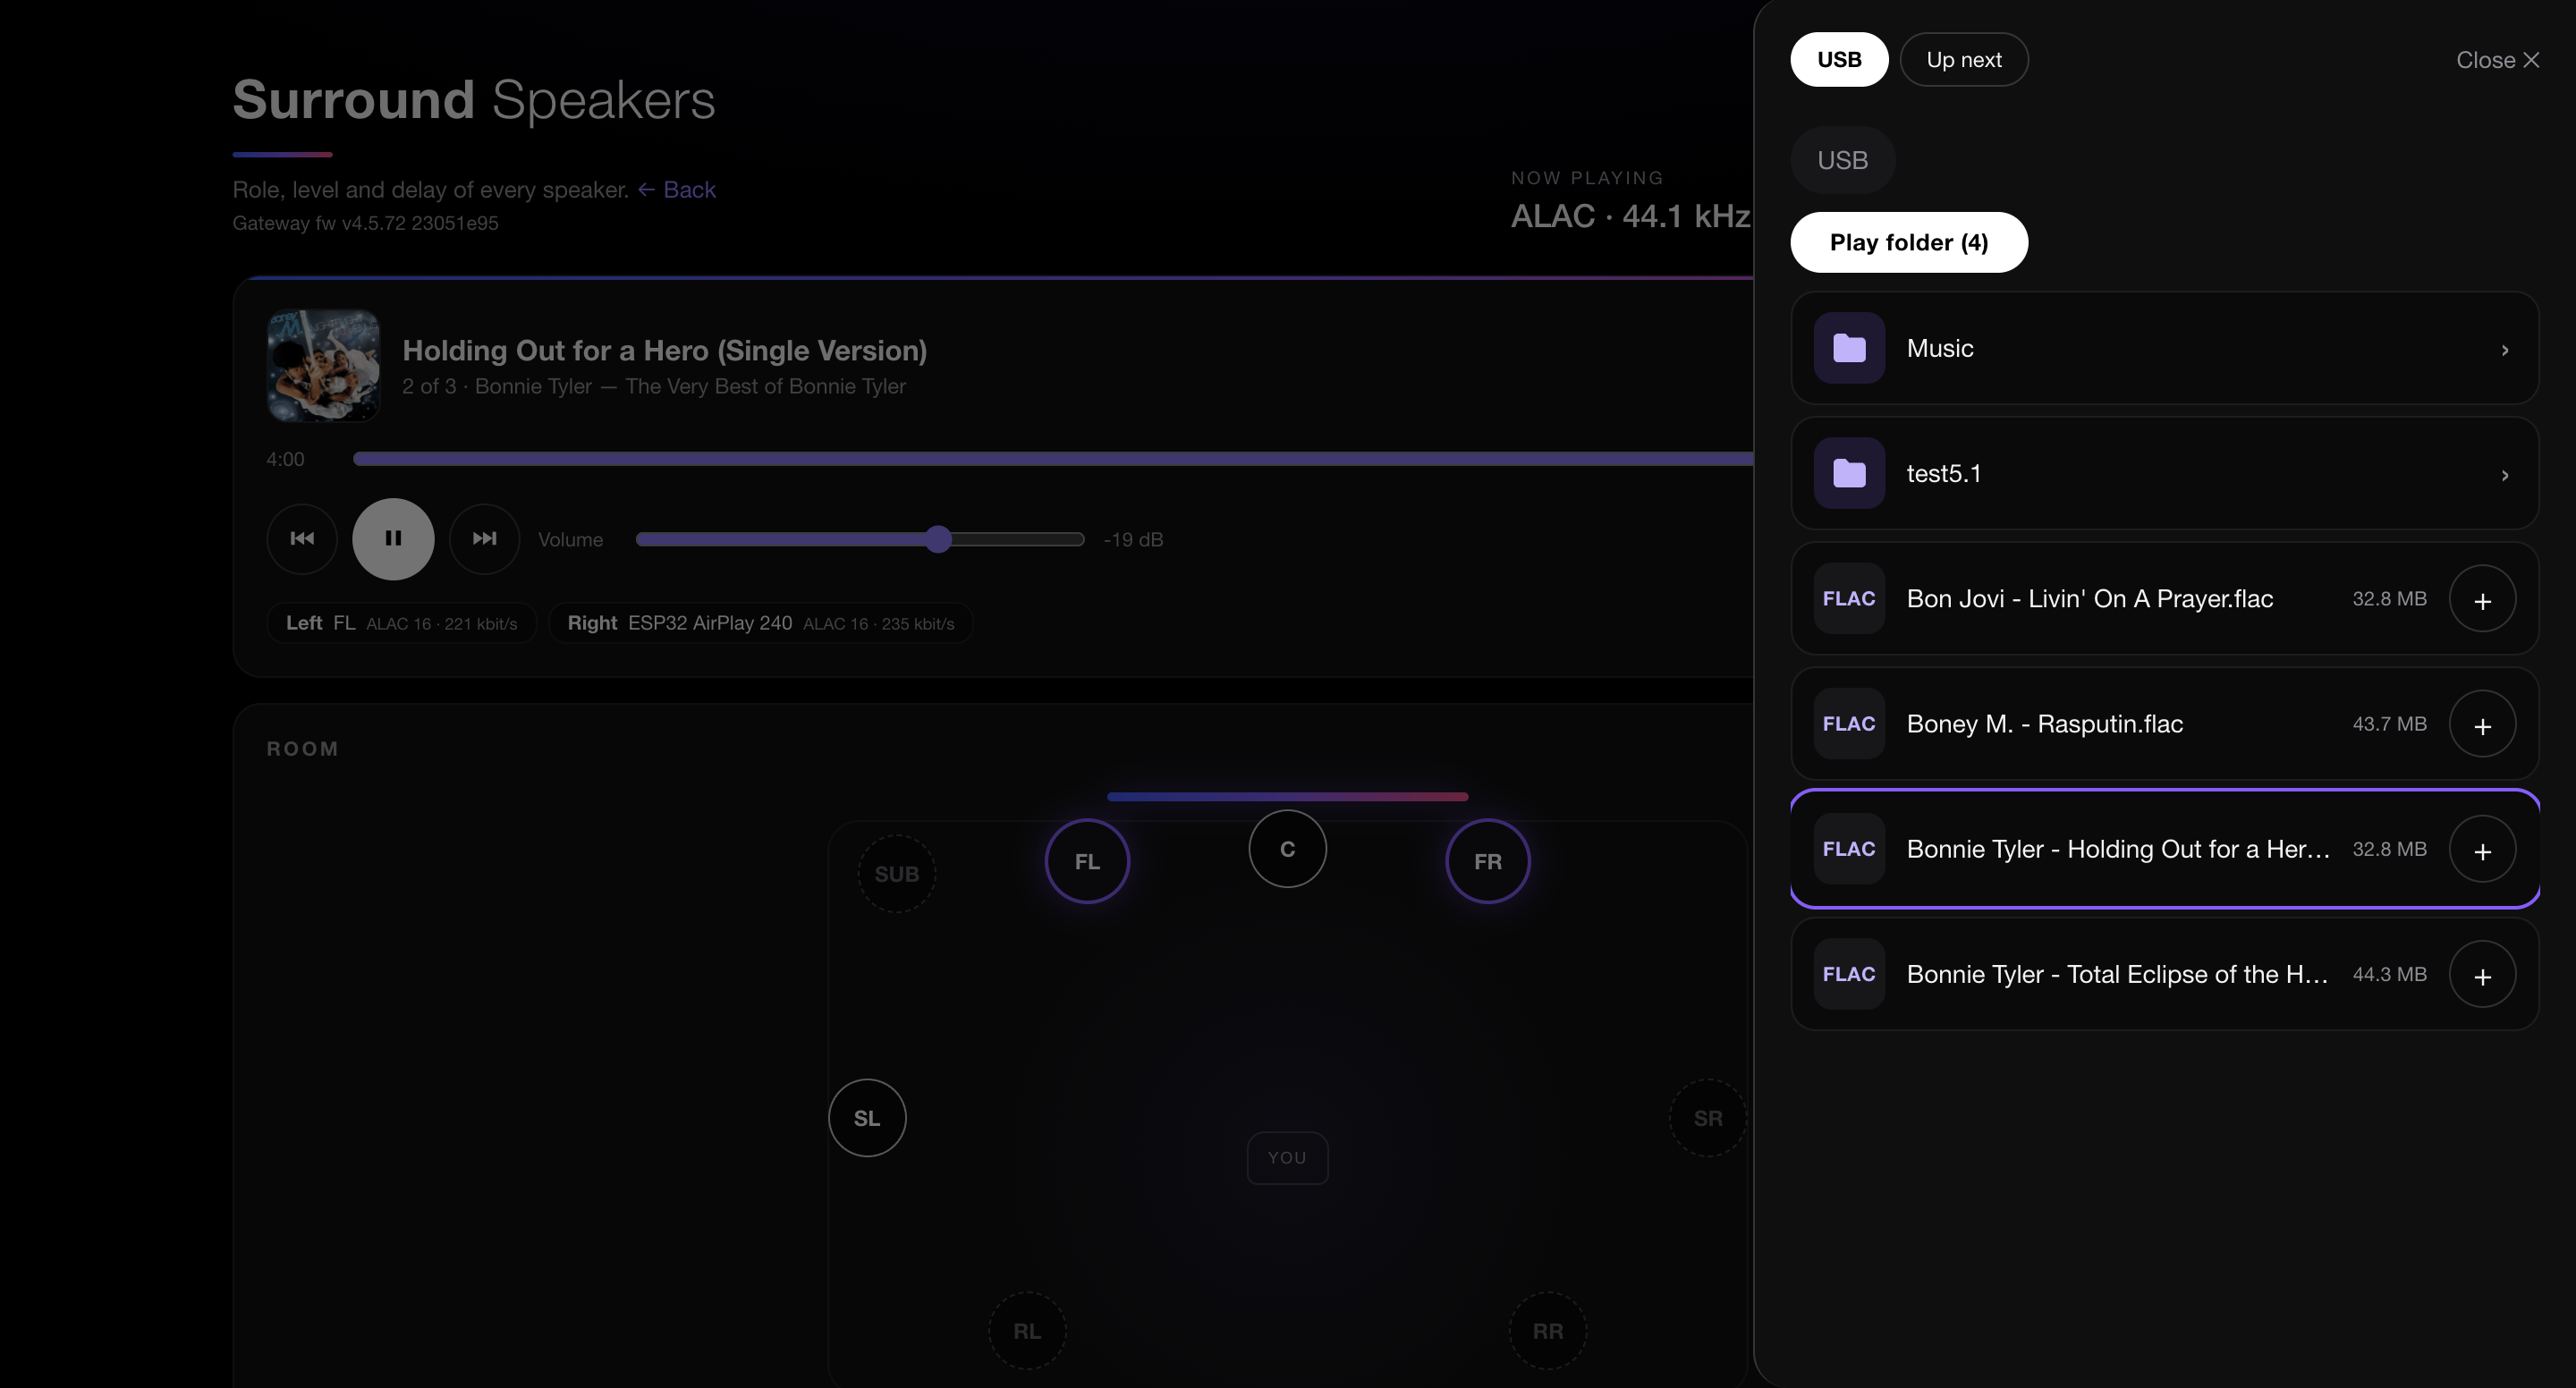 Surround Speakers
Role, level and delay of every speaker. ← Back
Gateway fw v4.5.72 23051e95
NOW PLAYING
ALAC · 44.1 kHz
Holding Out for a Hero (Single Version)
2 of 3 · Bonnie Tyler — The Very Best of Bonnie Tyler
4:00
Volume
-19 dB
Left FL ALAC 16 · 221 kbit/s
Right ESP32 AirPlay 240 ALAC 16 · 235 kbit/s
ROOM
SUB
FL
C
FR
SL
SR
YOU
RL
RR
USB
Up next
Close ×
USB
Play folder (4)
Music ›
test5.1 ›
FLAC Bon Jovi - Livin' On A Prayer.flac 32.8 MB +
FLAC Boney M. - Rasputin.flac 43.7 MB +
FLAC Bonnie Tyler - Holding Out for a Her... 32.8 MB +
FLAC Bonnie Tyler - Total Eclipse of the H... 44.3 MB +